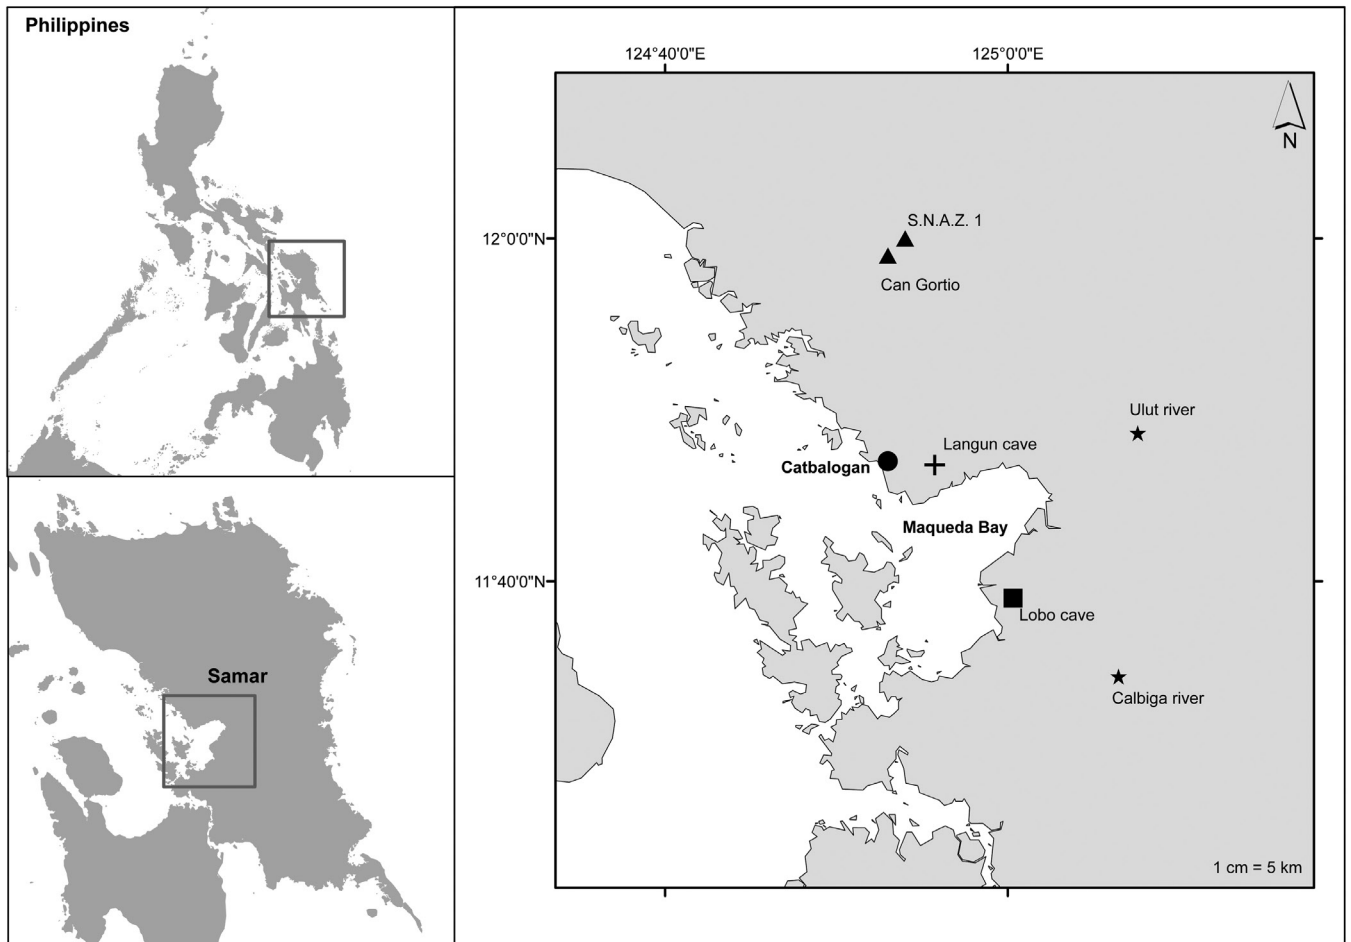 Philippines
Samar
124°40'0"E
125°0'0"E
N
S.N.A.Z. 1
12°0'0"N
Can Gortio
Ulut river
Langun cave
Catbalogan
Maqueda Bay
11°40'0"N
Lobo cave
Calbiga river
1 cm = 5 km